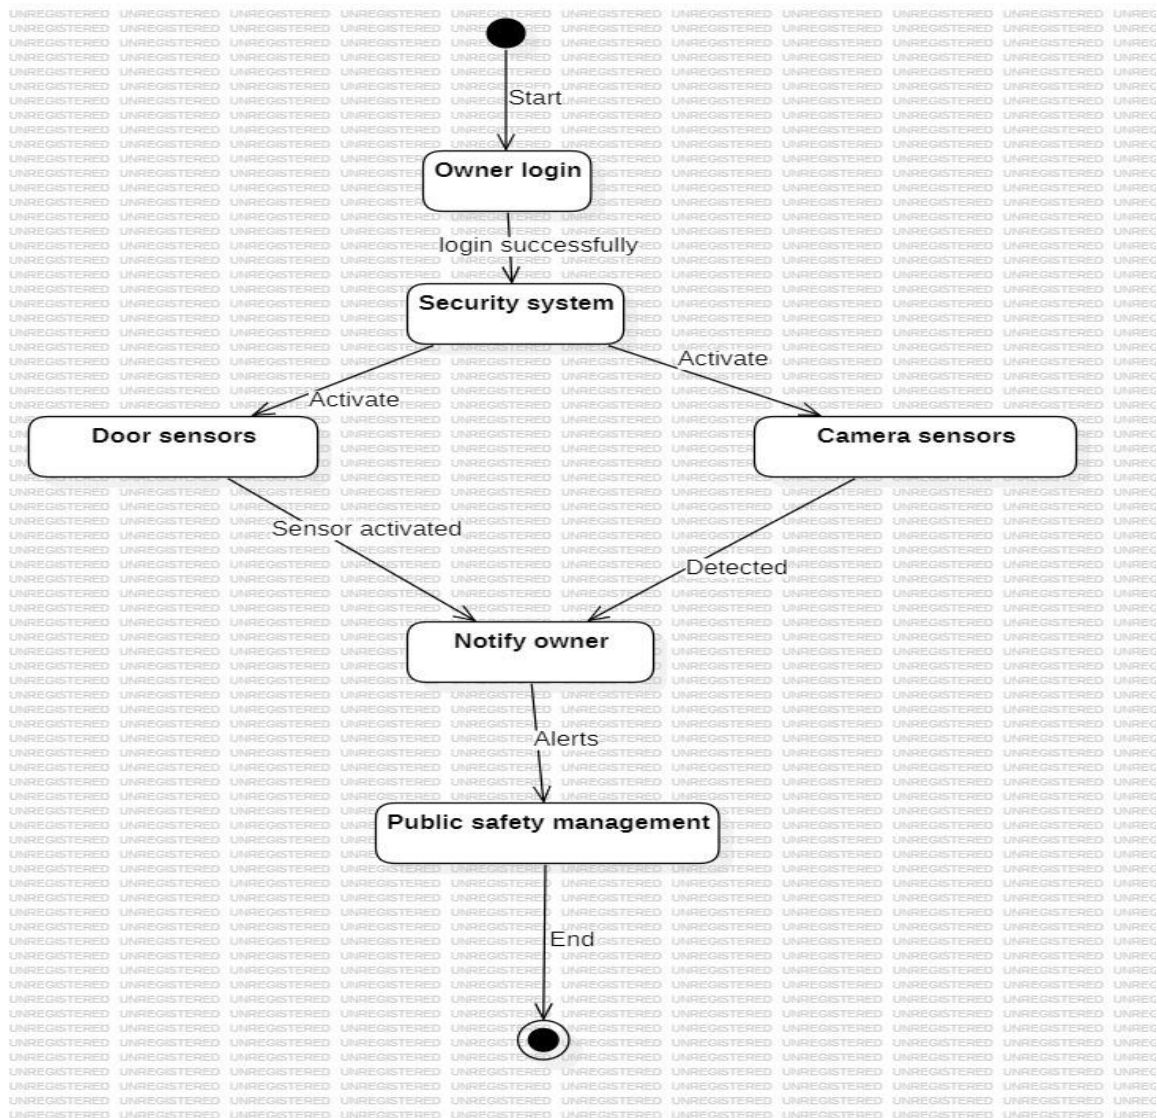 Start
Owner login
login successfully
Security system
Activate
Activate
Door sensors
Camera sensors
Sensor activated
Detected
Notify owner
Alerts
Public safety management
End
UNREGISTERED